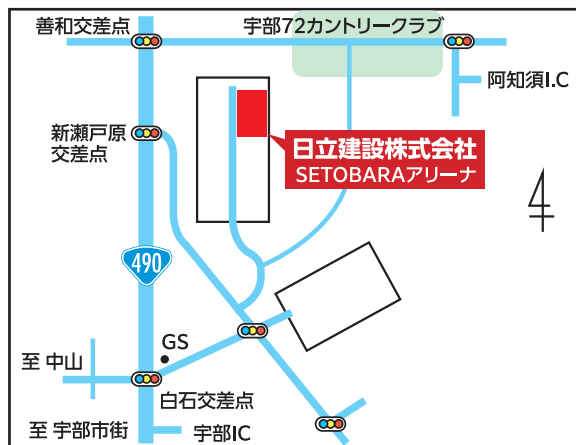 善和交差点
宇部72カントリークラブ
阿知須I.C
新瀬戸原
交差点
日立建設株式会社
SETOBARAアリーナ
490
GS
至 中山
白石交差点
至 宇部市街
宇部IC